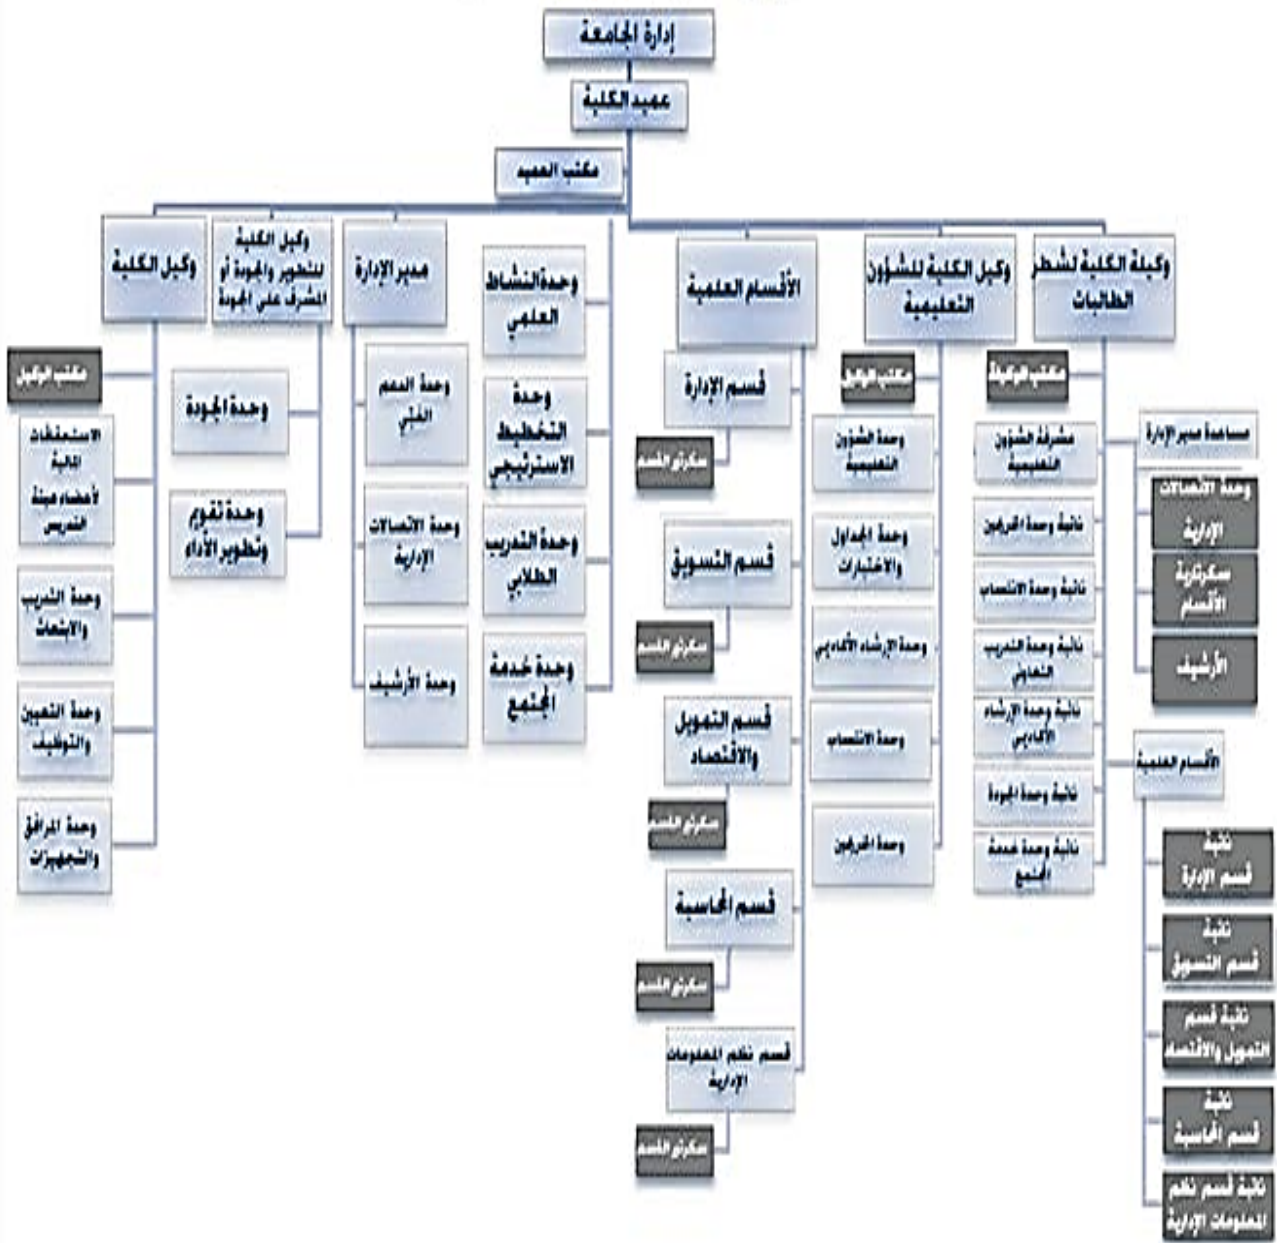 إدارة الجامعة
عميد الكلية
مكتب العميد
وكيلة الكلية لشطر
الطالبات
وكيل الكلية للشؤون
التعليمية
الأقسام العلمية
وحدة النشاط
العلمي
مدير الإدارة
وكيل الكلية
للتطوير والجودة أو
المشرف على الجودة
وكيل الكلية
مكتب الوكيلة
مساعدة مدير الإدارة
وحدة الاتصالات
الإدارية
سكرتارية
الأقسام
الأرشيف
مشرفة الشؤون
التعليمية
نائبة وحدة الخريجين
نائبة وحدة الانتساب
نائبة وحدة التدريب
التعاوني
نائبة وحدة الإرشاد
الأكاديمي
نائبة وحدة الجودة
نائبة وحدة خدمة
المجتمع
الأقسام العلمية
نائبة
قسم الإدارة
نائبة
قسم التسويق
نائبة قسم
التمويل والاقتصاد
نائبة
قسم المحاسبة
نائبة قسم نظم
المعلومات الإدارية
مكتب الوكيل
وحدة الشؤون
التعليمية
وحدة الجداول
والاختبارات
وحدة الإرشاد الأكاديمي
وحدة الانتساب
وحدة الخريجين
قسم الإدارة
سكرتير القسم
قسم التسويق
سكرتير القسم
قسم التمويل
والاقتصاد
سكرتير القسم
قسم المحاسبة
سكرتير القسم
قسم نظم المعلومات
الإدارية
سكرتير القسم
وحدة
التخطيط
الاسترتيجي
وحدة التدريب
الطلابي
وحدة خدمة
المجتمع
وحدة الدعم
الفني
وحدة الاتصالات
الإدارية
وحدة الأرشيف
وحدة الجودة
وحدة تقويم
وتطوير الأداء
مكتب الوكيل
الاستحقاقات
المالية
لأعضاء هيئة
التدريس
وحدة التدريب
والابتعاث
وحدة التعيين
والتوظيف
وحدة المرافق
والتجهيزات